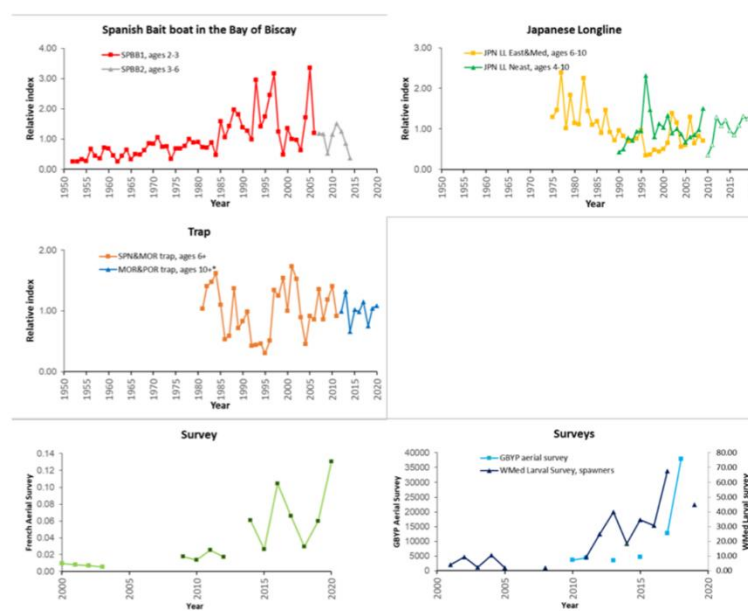 Spanish Bait boat in the Bay of Biscay
SPBB1, ages 2-3
SPBB2, ages 3-6
Relative index
4.00
3.00
2.00
1.00
0.00
1950 1955 1960 1965 1970 1975 1980 1985 1990 1995 2000 2005 2010 2015 2020
Year
Japanese Longline
JPN LL East&Med, ages 6-10
JPN LL Neast, ages 4-10
Relative index
3.00
2.00
1.00
0.00
1950 1955 1960 1965 1970 1975 1980 1985 1990 1995 2000 2005 2010 2015
Year
Trap
SPN&MOR trap, ages 6+
MOR&POR trap, ages 10+*
Relative index
2.00
1.00
0.00
1950 1955 1960 1965 1970 1975 1980 1985 1990 1995 2000 2005 2010 2015 2020
Year
Survey
French Aerial Survey
0.14
0.12
0.10
0.08
0.06
0.04
0.02
0.00
2000 2005 2010 2015 2020
Year
Surveys
GBYP aerial survey
WMed Larval Survey, spawners
GBYP Aerial Survey
40000
35000
30000
25000
20000
15000
10000
5000
0
80.00
70.00
60.00
50.00
40.00
30.00
20.00
10.00
0.00
WMed Larval survey
2000 2005 2010 2015 2020
Year